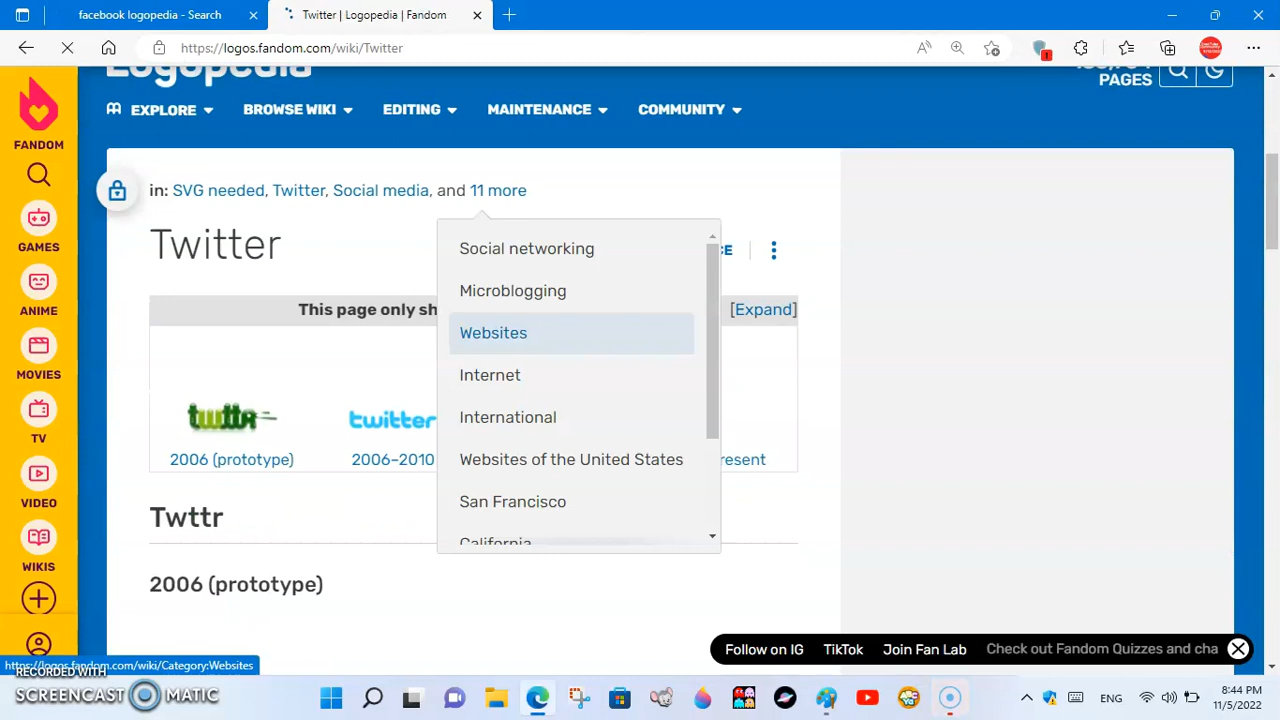 facebook logopedia - Search
Twitter | Logopedia | Fandom
https://logos.fandom.com/wiki/Twitter
Logopedia
PAGES
EXPLORE
BROWSE WIKI
EDITING
MAINTENANCE
COMMUNITY
FANDOM
GAMES
ANIME
MOVIES
TV
VIDEO
WIKIS
in: SVG needed, Twitter, Social media, and 11 more
Twitter
CE
Social networking
Microblogging
Websites
Internet
International
Websites of the United States
San Francisco
California
This page only sh
[Expand]
twttr
twitter
2006 (prototype)
2006-2010
present
Twttr
2006 (prototype)
Follow on IG
TikTok
Join Fan Lab
Check out Fandom Quizzes and cha
https://logos.fandom.com/wiki/Category:Websites
RECORDED WITH
SCREENCAST MATIC
ENG
8:44 PM
11/5/2022